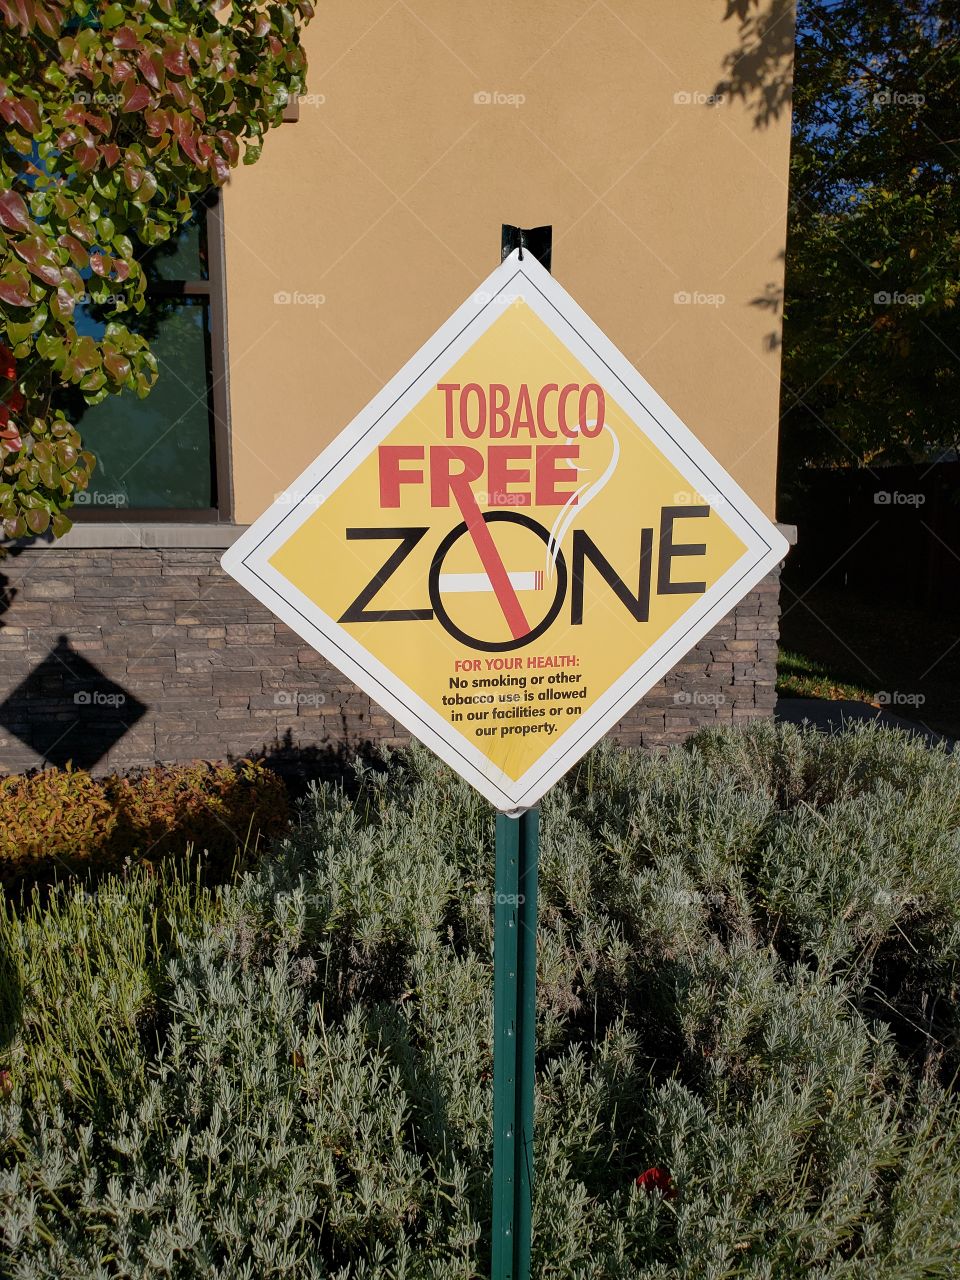 TOBACCO
FREE
ZONE
FOR YOUR HEALTH:
No smoking or other
tobacco use is allowed
in our facilities or on
our property.
foap